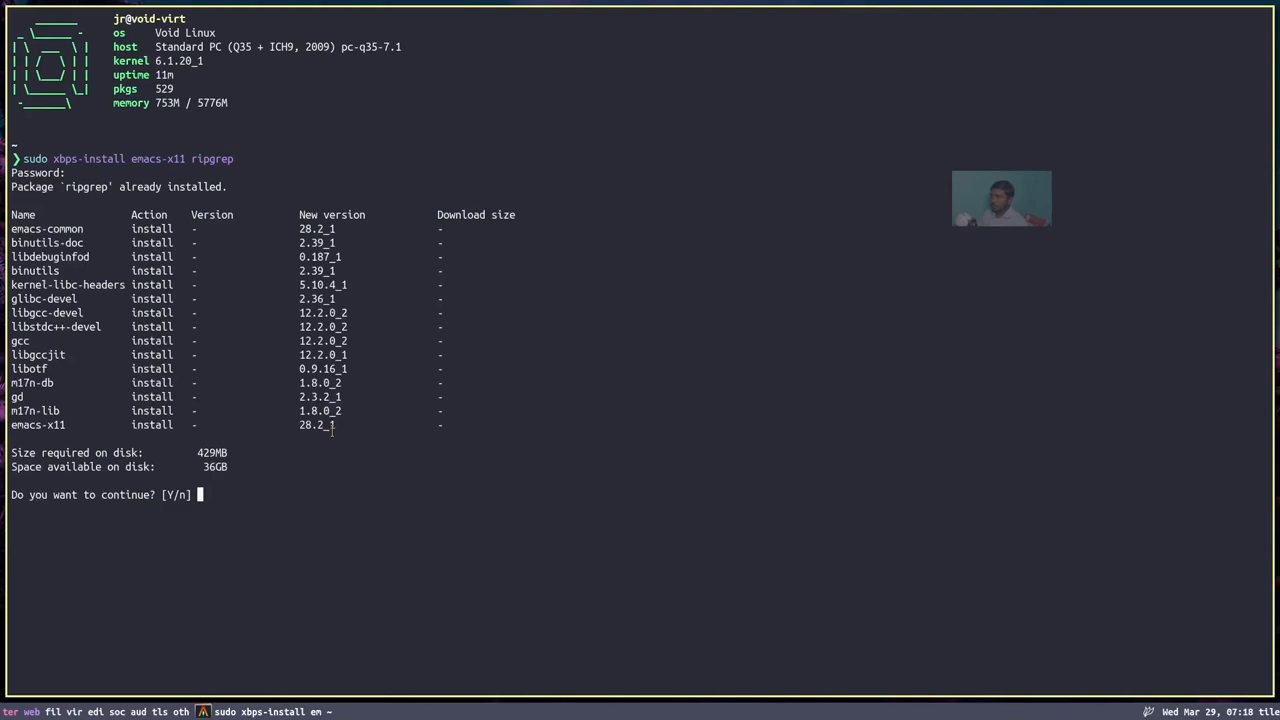 jr@void-virt
os Void Linux
host Standard PC (Q35 + ICH9, 2009) pc-q35-7.1
kernel 6.1.20_1
uptime 11m
pkgs 529
memory 753M / 5776M
~
❯sudo xbps-install emacs-x11 ripgrep
Password:
Package `ripgrep' already installed.
Name Action Version New version Download size
emacs-common install - 28.2_1 -
binutils-doc install - 2.39_1 -
libdebuginfod install - 0.187_1 -
binutils install - 2.39_1 -
kernel-libc-headers install - 5.10.4_1 -
glibc-devel install - 2.36_1 -
libgcc-devel install - 12.2.0_2 -
libstdc++-devel install - 12.2.0_2 -
gcc install - 12.2.0_2 -
libgccjit install - 12.2.0_1 -
libotf install - 0.9.16_1 -
m17n-db install - 1.8.0_2 -
gd install - 2.3.2_1 -
m17n-lib install - 1.8.0_2 -
emacs-x11 install - 28.2_1 -
Size required on disk: 429MB
Space available on disk: 36GB
Do you want to continue? [Y/n]
ter web fil vir edi soc aud tls oth sudo xbps-install em ~ Wed Mar 29, 07:18 tile